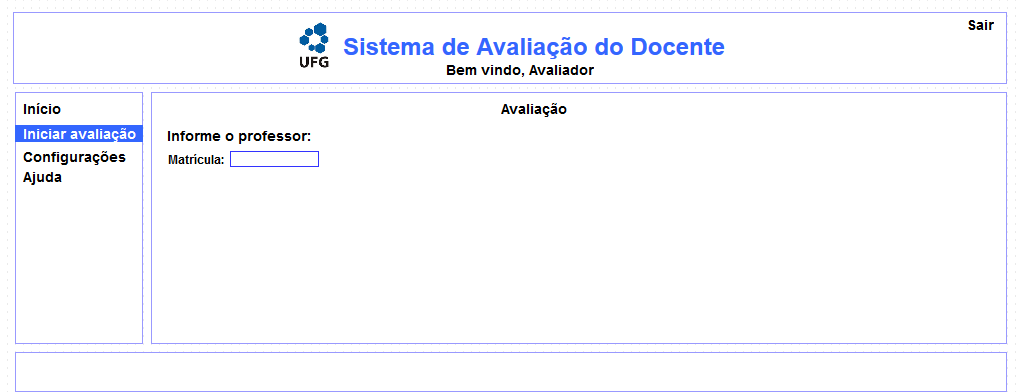 Sair
UFG
Sistema de Avaliação do Docente
Bem vindo, Avaliador
Início
Iniciar avaliação
Configurações
Ajuda
Avaliação
Informe o professor:
Matrícula: